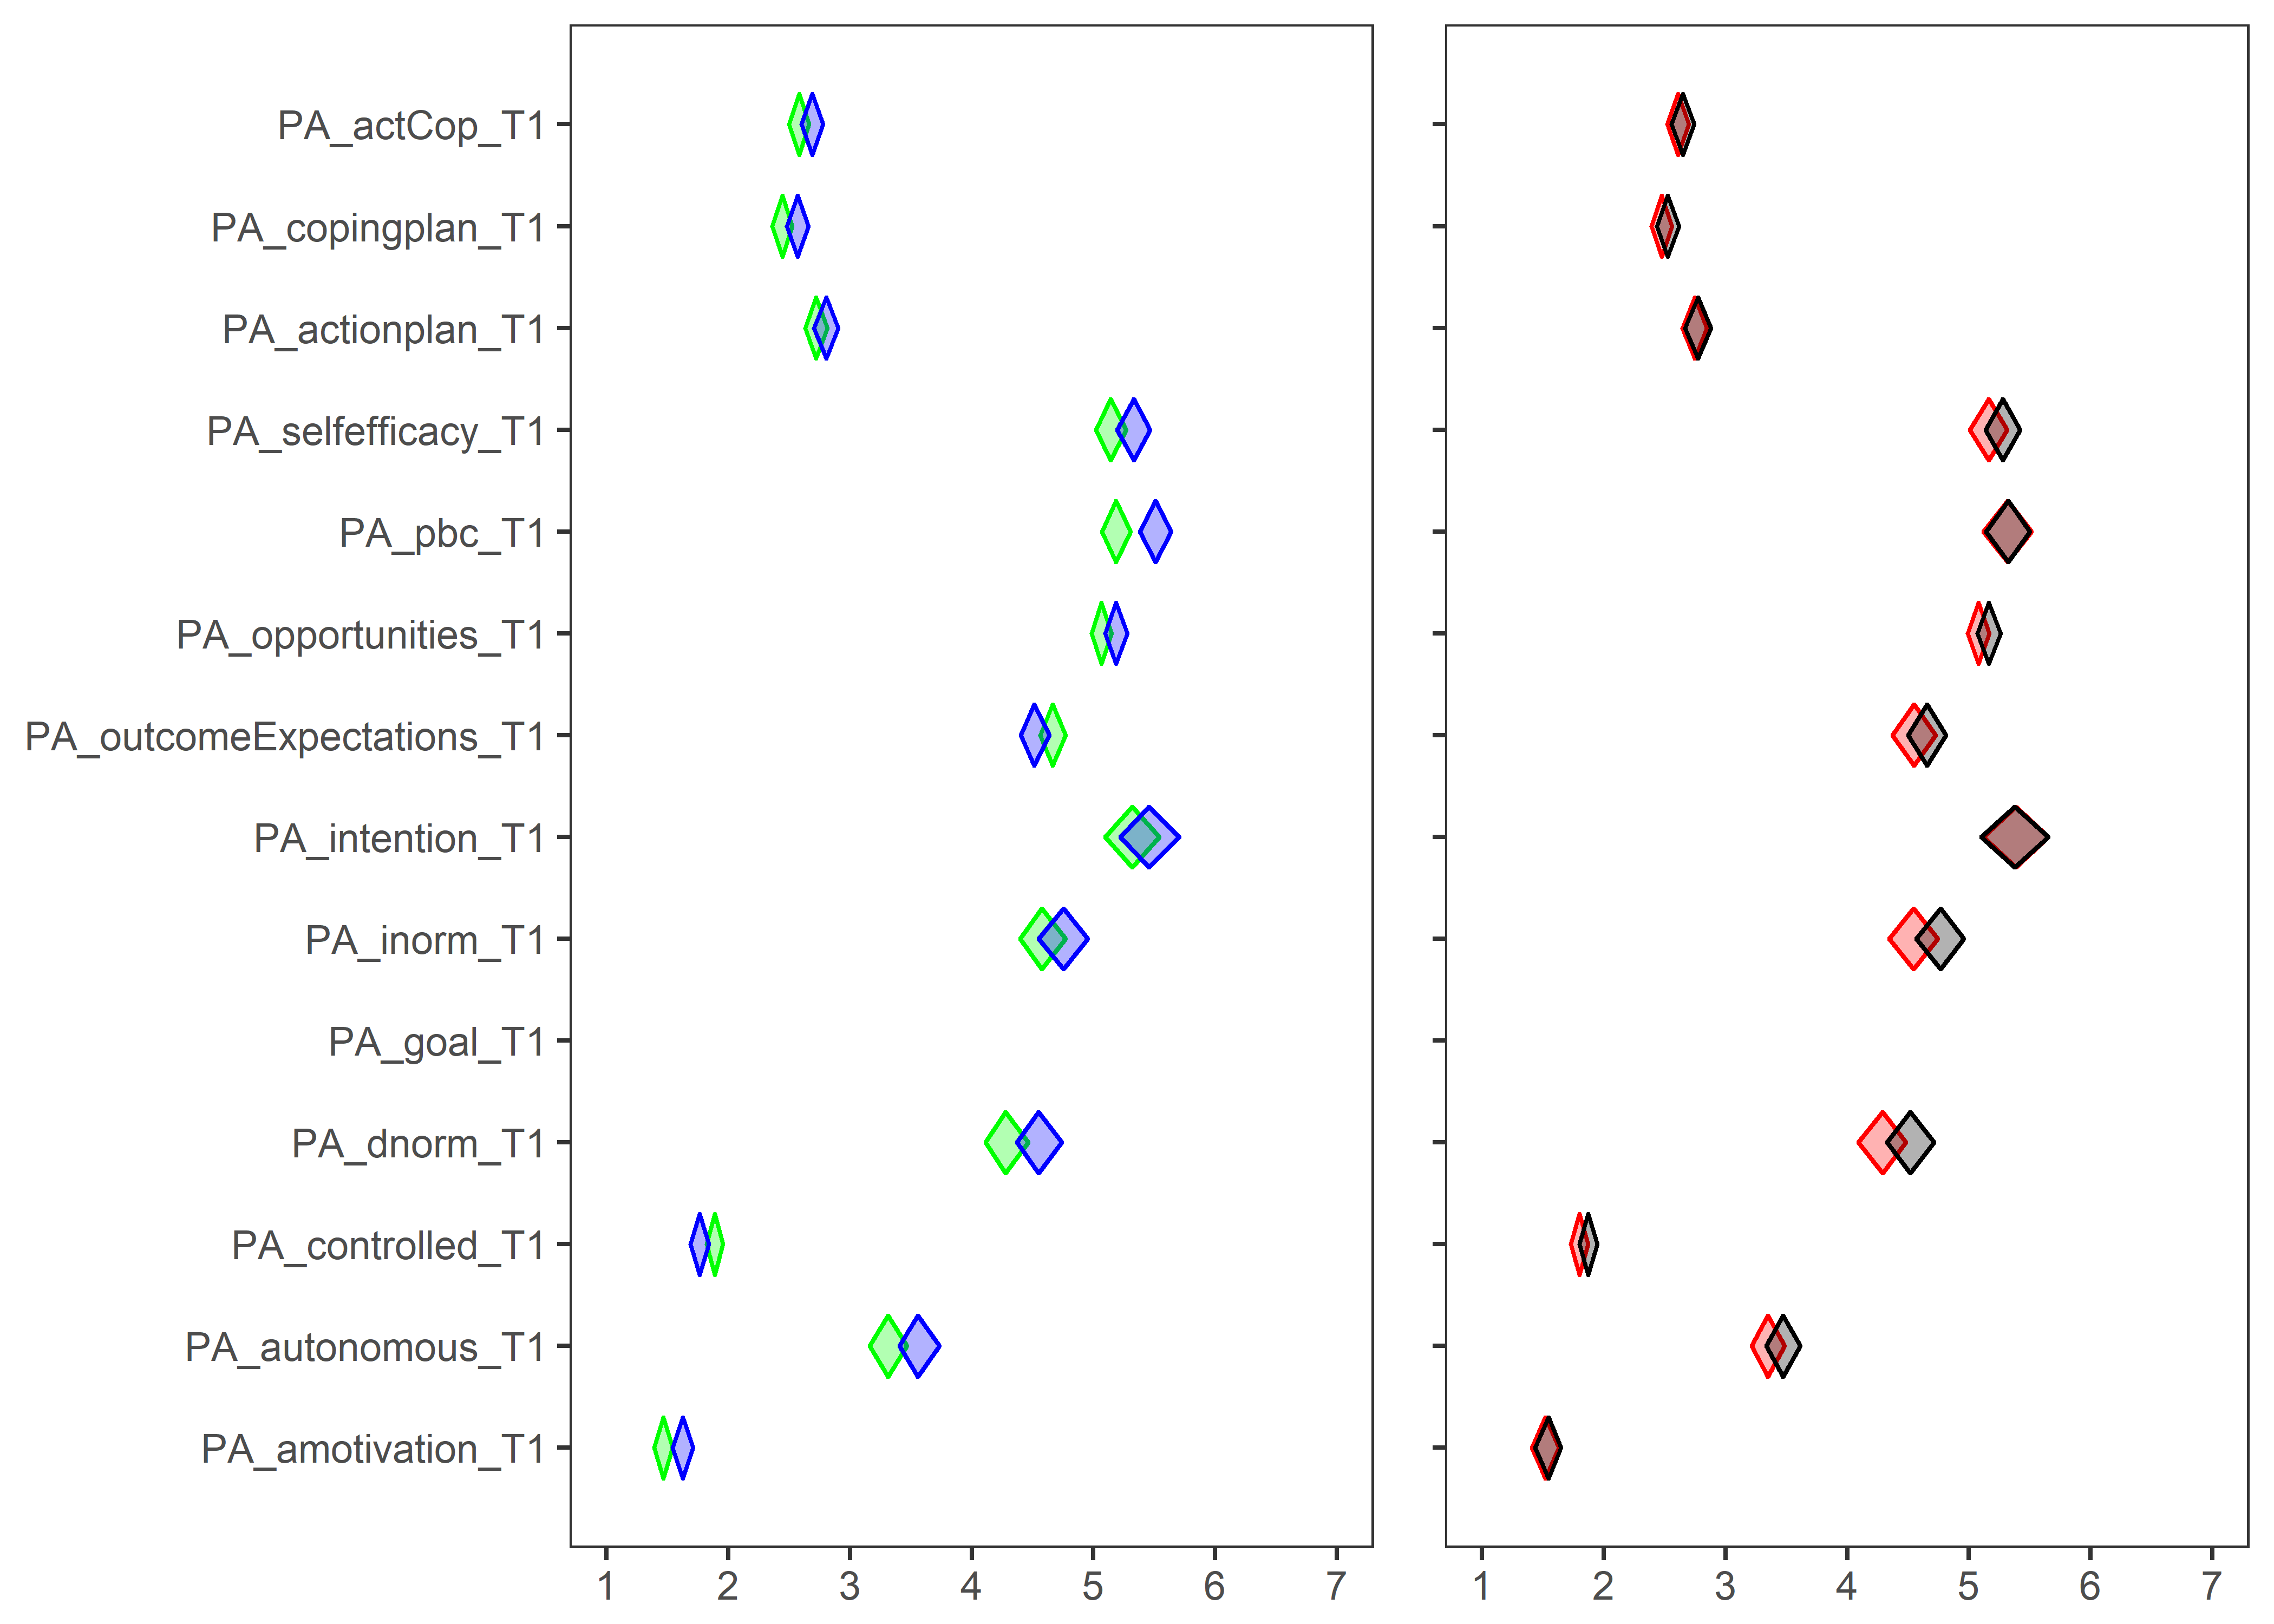 PA_actCop_T1
PA_copingplan_T1
PA_actionplan_T1
PA_selfefficacy_T1
PA_pbc_T1
PA_opportunities_T1
PA_outcomeExpectations_T1
PA_intention_T1
PA_inorm_T1
PA_goal_T1
PA_dnorm_T1
PA_controlled_T1
PA_autonomous_T1
PA_amotivation_T1
1 2 3 4 5 6 7 1 2 3 4 5 6 7